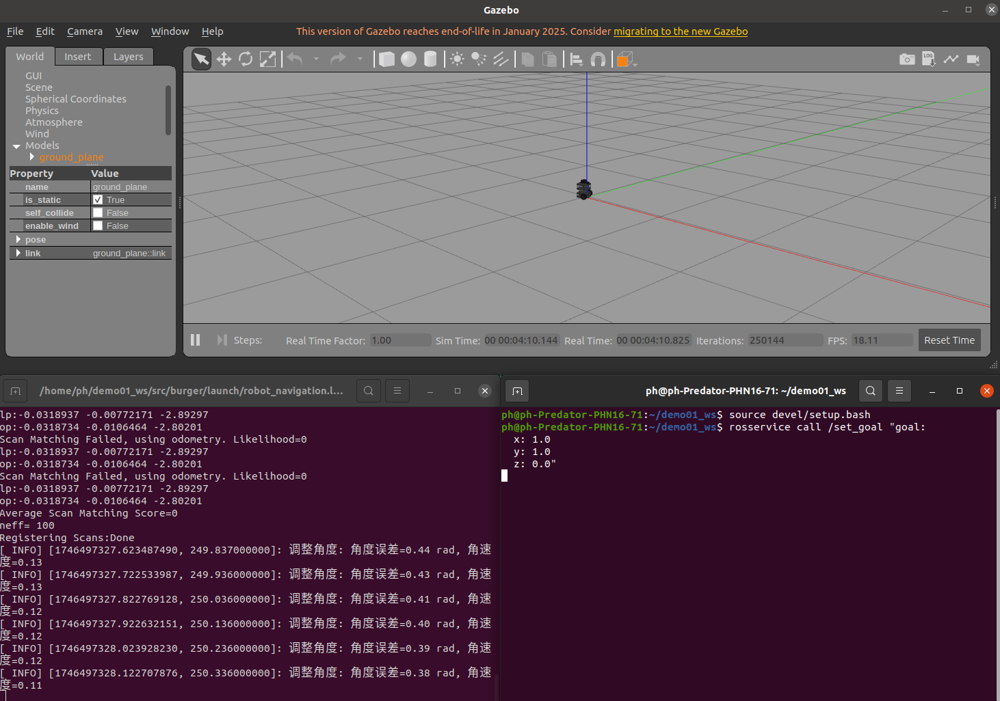 Gazebo
File Edit Camera View Window Help
This version of Gazebo reaches end-of-life in January 2025. Consider migrating to the new Gazebo
World Insert Layers
GUI
Scene
Spherical Coordinates
Physics
Atmosphere
Wind
Models
ground_plane
Property Value
name ground_plane
is_static True
self_collide False
enable_wind False
pose
link ground_plane::link
LOG
Steps: Real Time Factor: 1.00 Sim Time: 00 00:04:10.144 Real Time: 00 00:04:10.825 Iterations: 250144 FPS: 18.11 Reset Time
/home/ph/demo01_ws/src/burger/launch/robot_navigation.l...
lp:-0.0318937 -0.00772171 -2.89297
op:-0.0318734 -0.0106464 -2.80201
Scan Matching Failed, using odometry. Likelihood=0
lp:-0.0318937 -0.00772171 -2.89297
op:-0.0318734 -0.0106464 -2.80201
Scan Matching Failed, using odometry. Likelihood=0
lp:-0.0318937 -0.00772171 -2.89297
op:-0.0318734 -0.0106464 -2.80201
Average Scan Matching Score=0
neff= 100
Registering Scans:Done
[ INFO] [1746497327.623487490, 249.837000000]: 调整角度: 角度误差=0.44 rad, 角速
度=0.13
[ INFO] [1746497327.722533987, 249.936000000]: 调整角度: 角度误差=0.43 rad, 角速
度=0.13
[ INFO] [1746497327.822769128, 250.036000000]: 调整角度: 角度误差=0.41 rad, 角速
度=0.12
[ INFO] [1746497327.922632151, 250.136000000]: 调整角度: 角度误差=0.40 rad, 角速
度=0.12
[ INFO] [1746497328.023928230, 250.236000000]: 调整角度: 角度误差=0.39 rad, 角速
度=0.12
[ INFO] [1746497328.122707876, 250.336000000]: 调整角度: 角度误差=0.38 rad, 角速
度=0.11
ph@ph-Predator-PHN16-71: ~/demo01_ws
ph@ph-Predator-PHN16-71:~/demo01_ws$ source devel/setup.bash
ph@ph-Predator-PHN16-71:~/demo01_ws$ rosservice call /set_goal "goal:
x: 1.0
y: 1.0
z: 0.0"